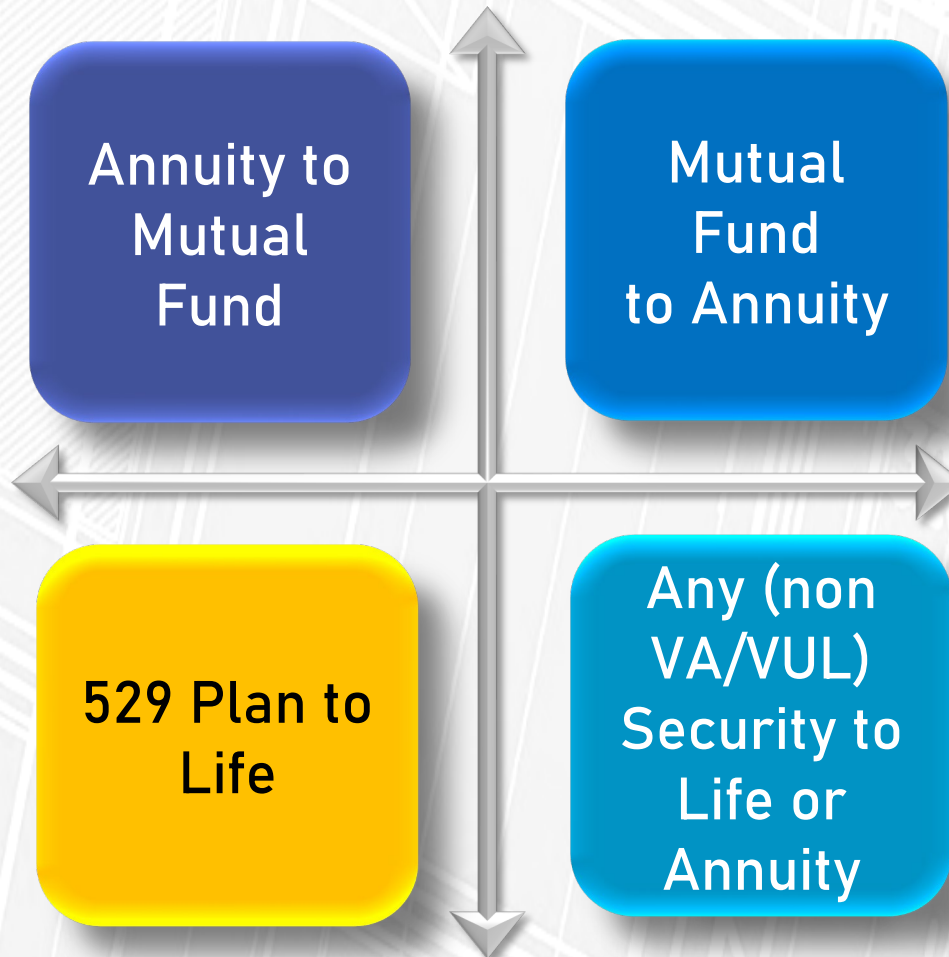 Annuity to
Mutual
Fund
Mutual
Fund
to Annuity
529 Plan to
Life
Any (non
VA/VUL)
Security to
Life or
Annuity